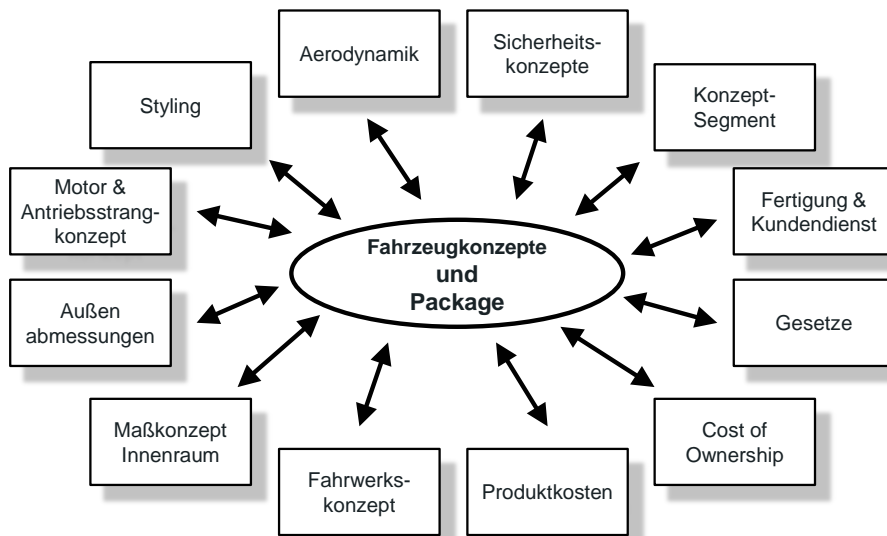 Aerodynamik
Sicherheits-
konzepte
Styling
Konzept-
Segment
Motor &
Antriebsstrang-
konzept
Fertigung &
Kundendienst
Fahrzeugkonzepte
und
Package
Außen
abmessungen
Gesetze
Maßkonzept
Innenraum
Cost of
Ownership
Fahrwerks-
konzept
Produktkosten